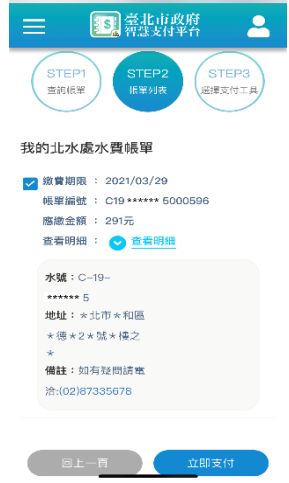 臺北市政府
智慧支付平台
STEP1
查詢帳單
STEP2
帳單列表
STEP3
選擇支付工具
我的北水處水費帳單
繳費期限 : 2021/03/29
帳單編號 : C19 ****** 5000596
應繳金額 : 291元
查看明細 : 查看明細
水號：C-19-
****** 5
地址：*北市*和區
*德*2*號*樓之
*
備註：如有疑問請電
洽:(02)87335678
回上一頁
立即支付